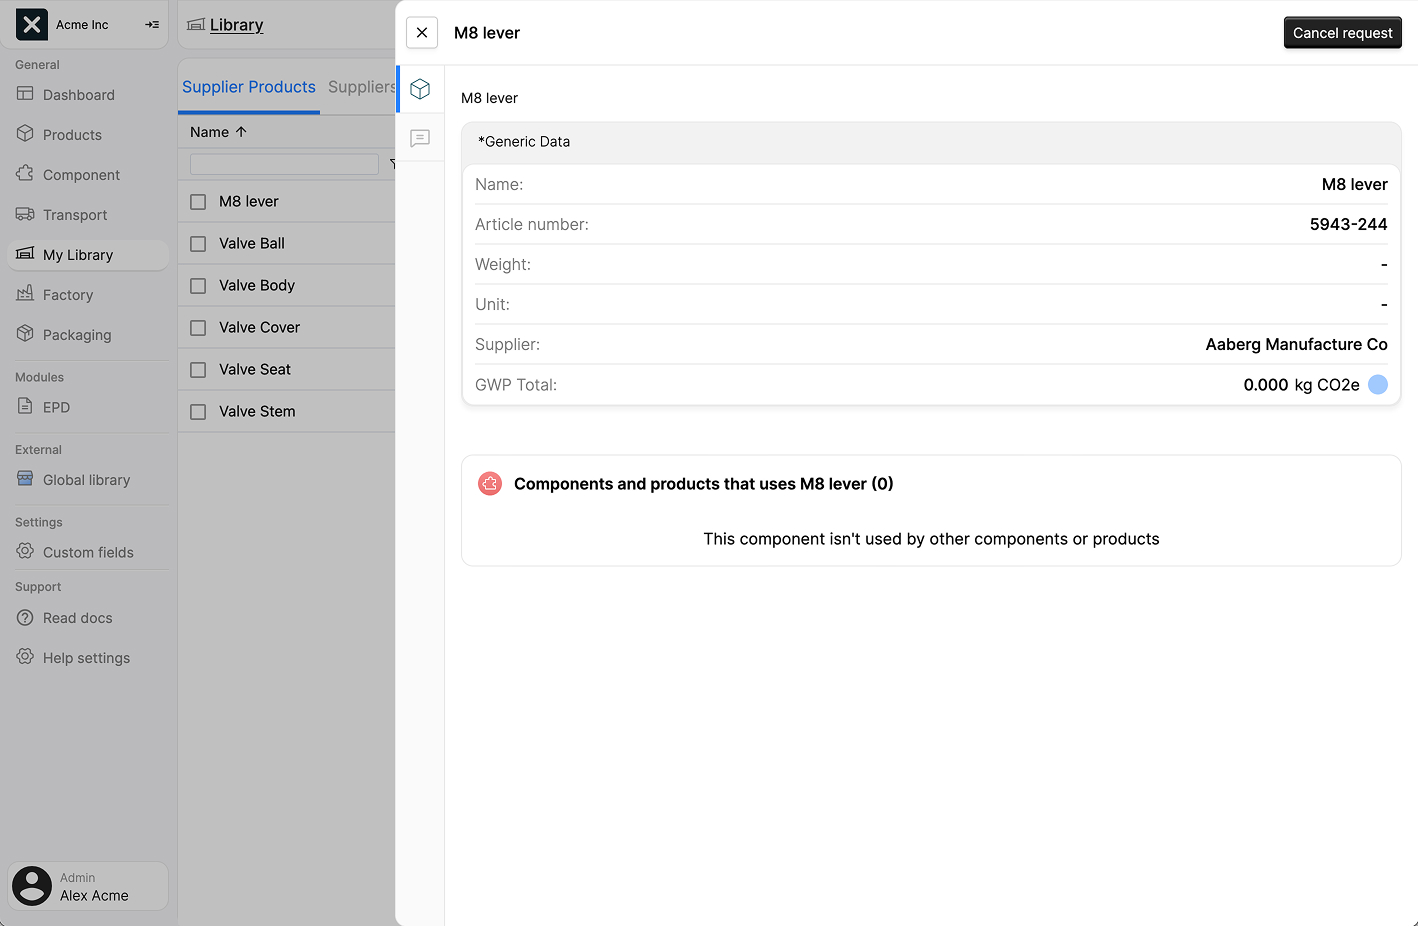 Acme Inc
General
Dashboard
Products
Component
Transport
My Library
Factory
Packaging
Modules
EPD
External
Global library
Settings
Custom fields
Support
Read docs
Help settings
Admin
Alex Acme
Library
Supplier Products
Suppliers
Name
M8 lever
Valve Ball
Valve Body
Valve Cover
Valve Seat
Valve Stem
M8 lever
Cancel request
M8 lever
*Generic Data
Name: M8 lever
Article number: 5943-244
Weight: -
Unit: -
Supplier: Aaberg Manufacture Co
GWP Total: 0.000 kg CO2e
Components and products that uses M8 lever (0)
This component isn't used by other components or products